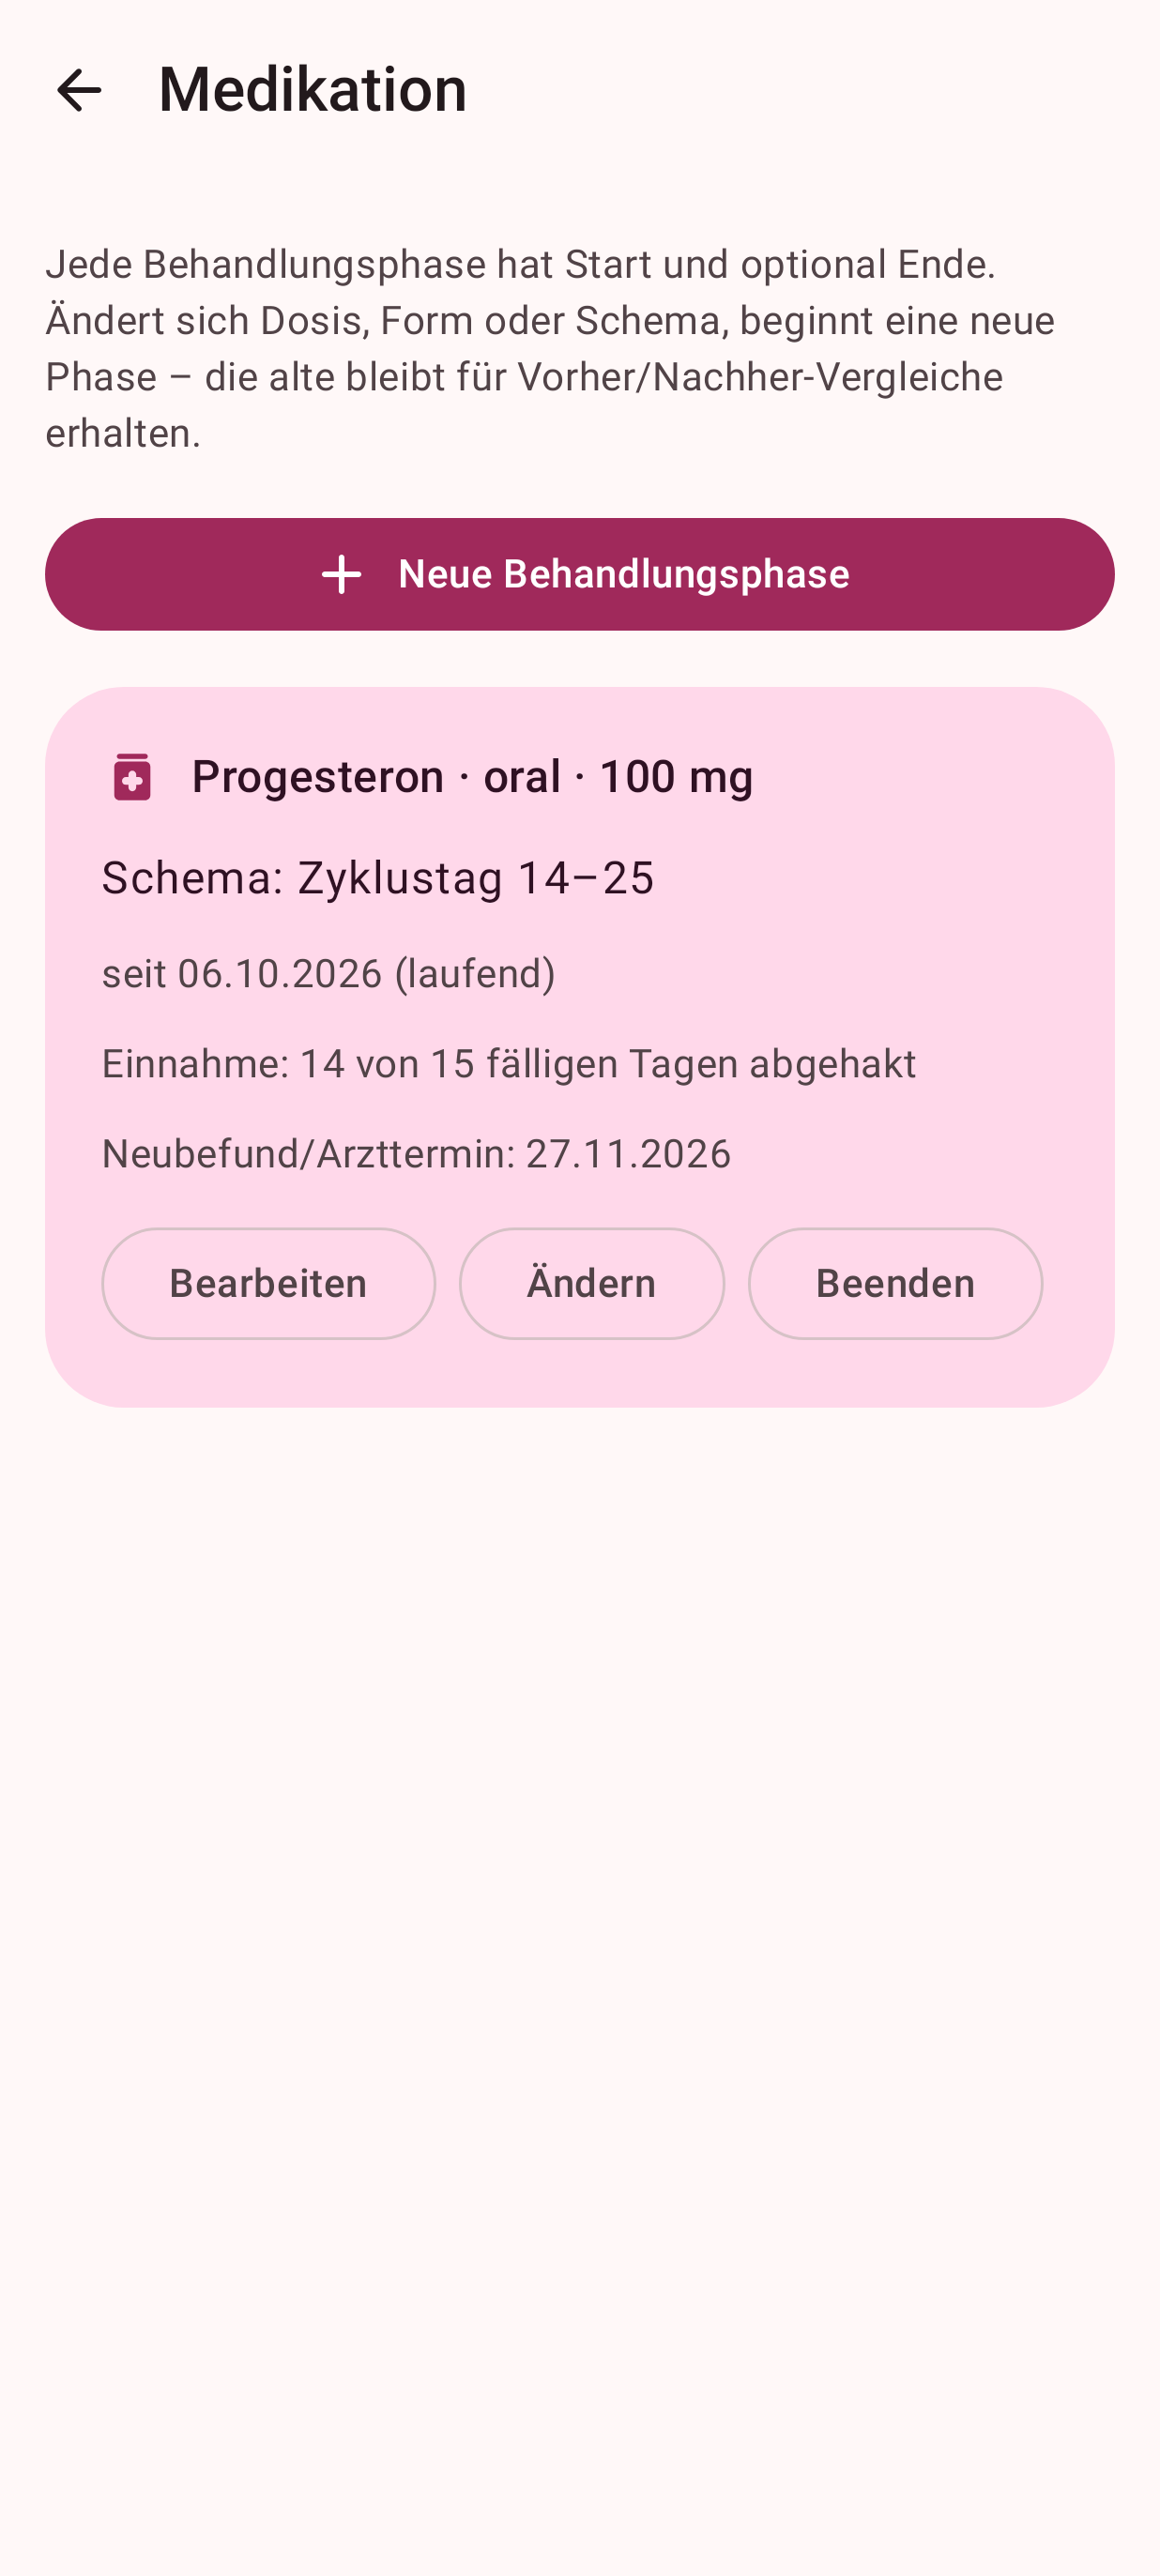 Medikation
Jede Behandlungsphase hat Start und optional Ende.
Ändert sich Dosis, Form oder Schema, beginnt eine neue
Phase – die alte bleibt für Vorher/Nachher-Vergleiche
erhalten.
Neue Behandlungsphase
Progesteron · oral · 100 mg
Schema: Zyklustag 14–25
seit 06.10.2026 (laufend)
Einnahme: 14 von 15 fälligen Tagen abgehakt
Neubefund/Arzttermin: 27.11.2026
Bearbeiten
Ändern
Beenden